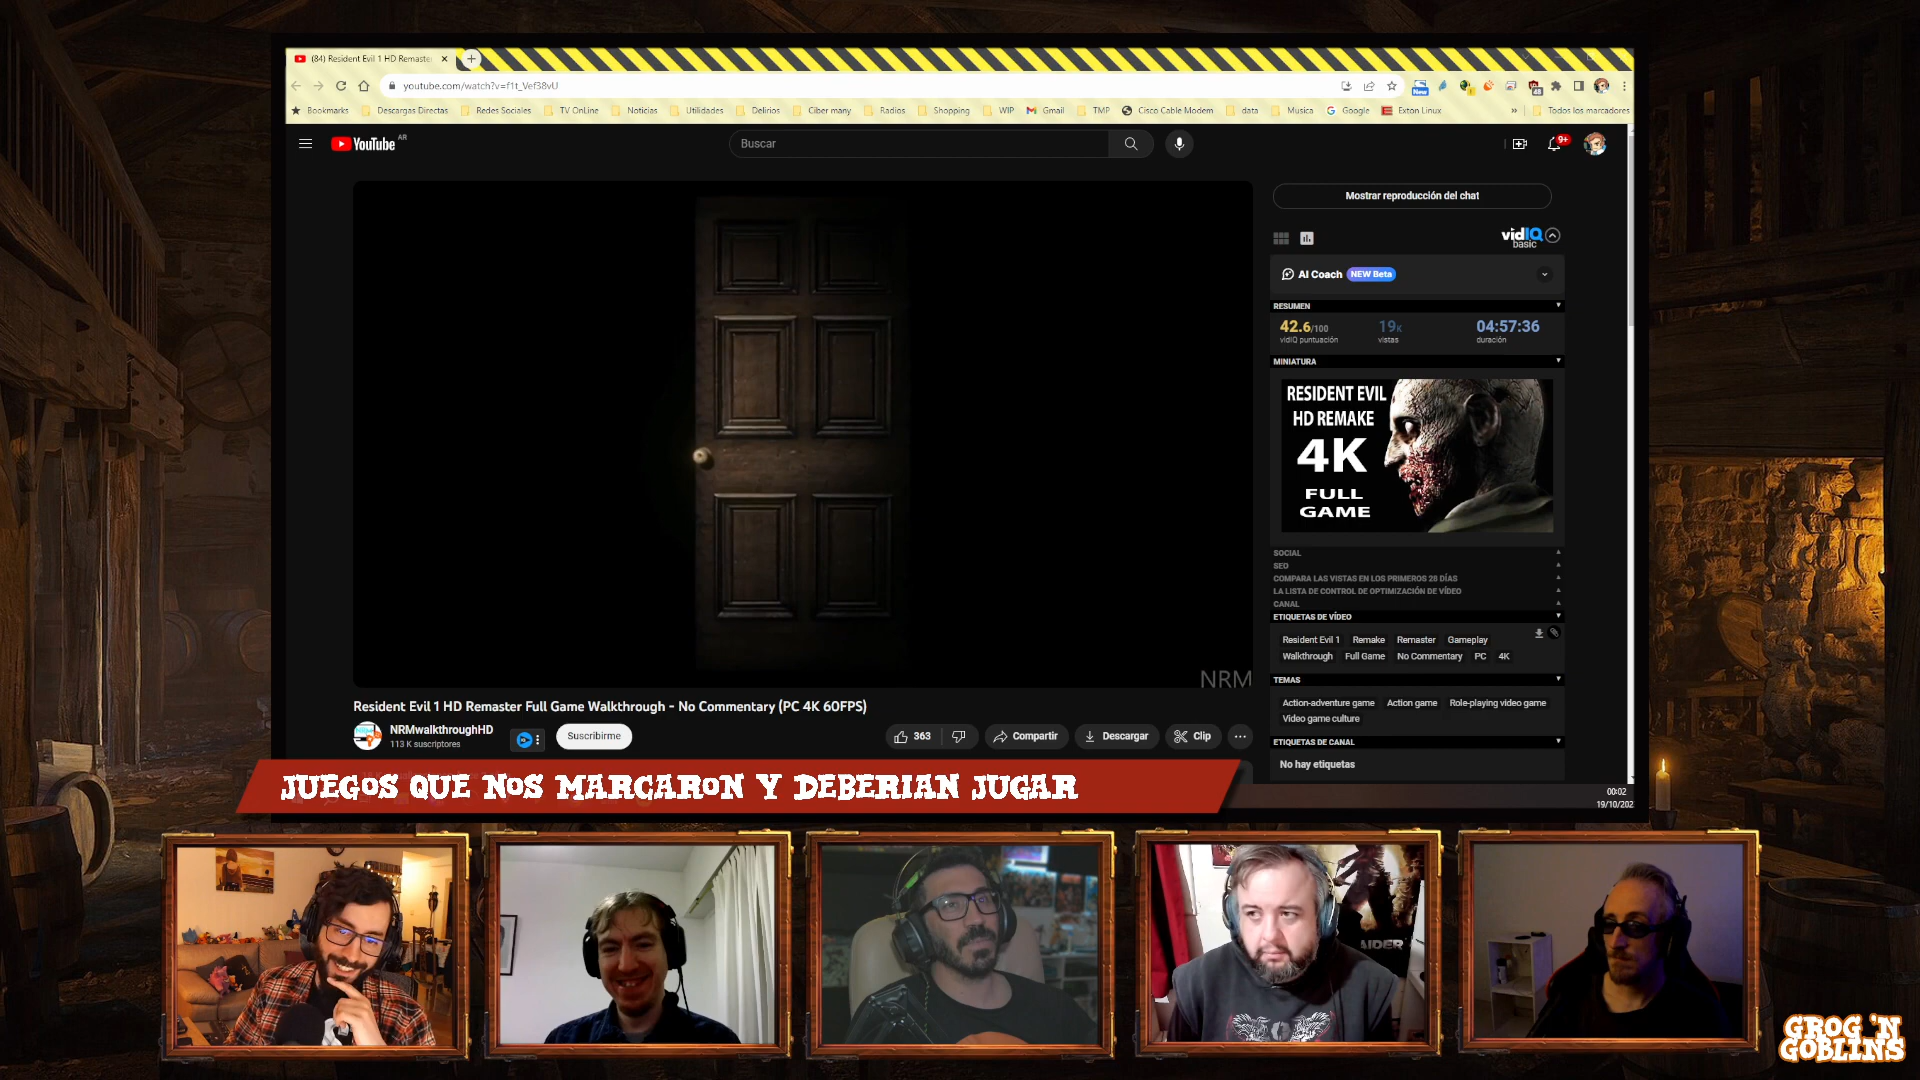 (84) Resident Evil 1 HD Remaste
youtube.com/watch?v=f1t_Vef38vU
New
48
Bookmarks Descargas Directas Redes Sociales TV OnLine Noticias Utilidades Delirios Ciber many Radios Shopping WIP Gmail TMP Cisco Cable Modem data Musica Google Exton Linux » Todos los marcadores
YouTube AR
Buscar
9+
Mostrar reproducción del chat
vidIQ
basic
AI Coach NEW Beta
RESUMEN
42.6/100 19K 04:57:36
vidIQ puntuación vistas duración
MINIATURA
RESIDENT EVIL
HD REMAKE
4K
FULL
GAME
SOCIAL
SEO
COMPARA LAS VISTAS EN LOS PRIMEROS 28 DÍAS
LA LISTA DE CONTROL DE OPTIMIZACIÓN DE VÍDEO
CANAL
ETIQUETAS DE VÍDEO
Resident Evil 1 Remake Remaster Gameplay
Walkthrough Full Game No Commentary PC 4K
TEMAS
Action-adventure game Action game Role-playing video game
Video game culture
ETIQUETAS DE CANAL
No hay etiquetas
NRM
Resident Evil 1 HD Remaster Full Game Walkthrough - No Commentary (PC 4K 60FPS)
NRMwalkthroughHD
113 K suscriptores
Suscribirme
363
Compartir
Descargar
Clip
00:02
19/10/202
JUEGOS QUE NOS MARCARON Y DEBERIAN JUGAR
AIDER
GROG 'N
GOBLINS